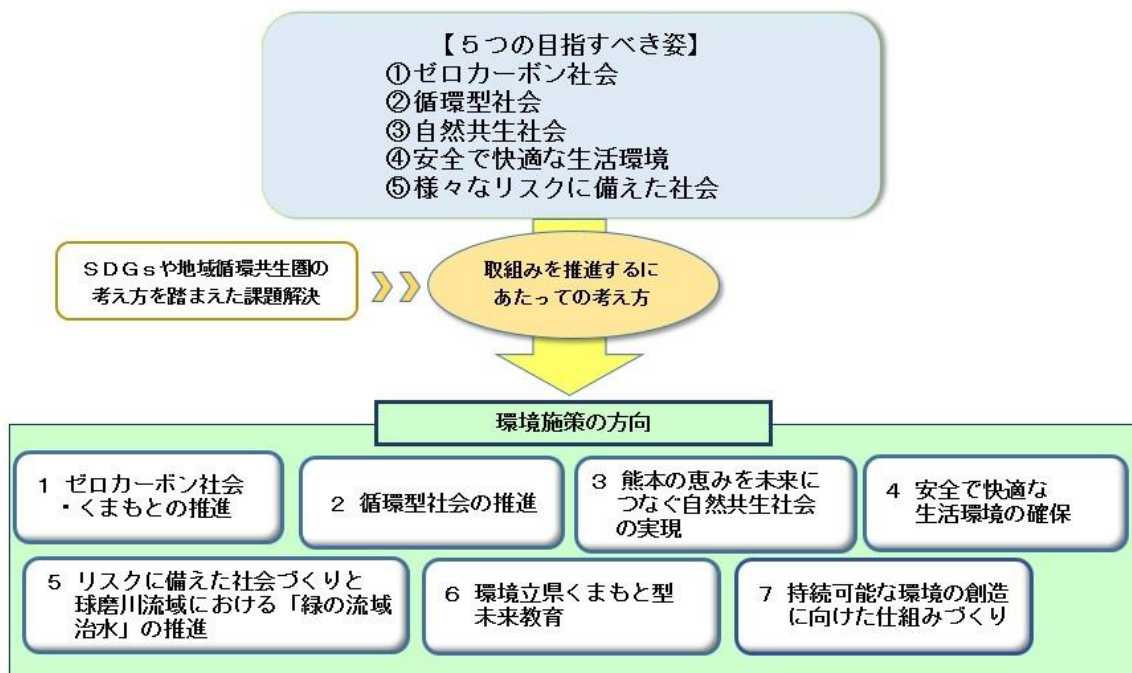 【５つの目指すべき姿】
①ゼロカーボン社会
②循環型社会
③自然共生社会
④安全で快適な生活環境
⑤様々なリスクに備えた社会
ＳＤＧｓや地域循環共生圏の
考え方を踏まえた課題解決
取組みを推進するに
あたっての考え方
環境施策の方向
1 ゼロカーボン社会
・くまもとの推進
2 循環型社会の推進
3 熊本の恵みを未来に
つなぐ自然共生社会
の実現
4 安全で快適な
生活環境の確保
5 リスクに備えた社会づくりと
球磨川流域における「緑の流域
治水」の推進
6 環境立県くまもと型
未来教育
7 持続可能な環境の創造
に向けた仕組みづくり